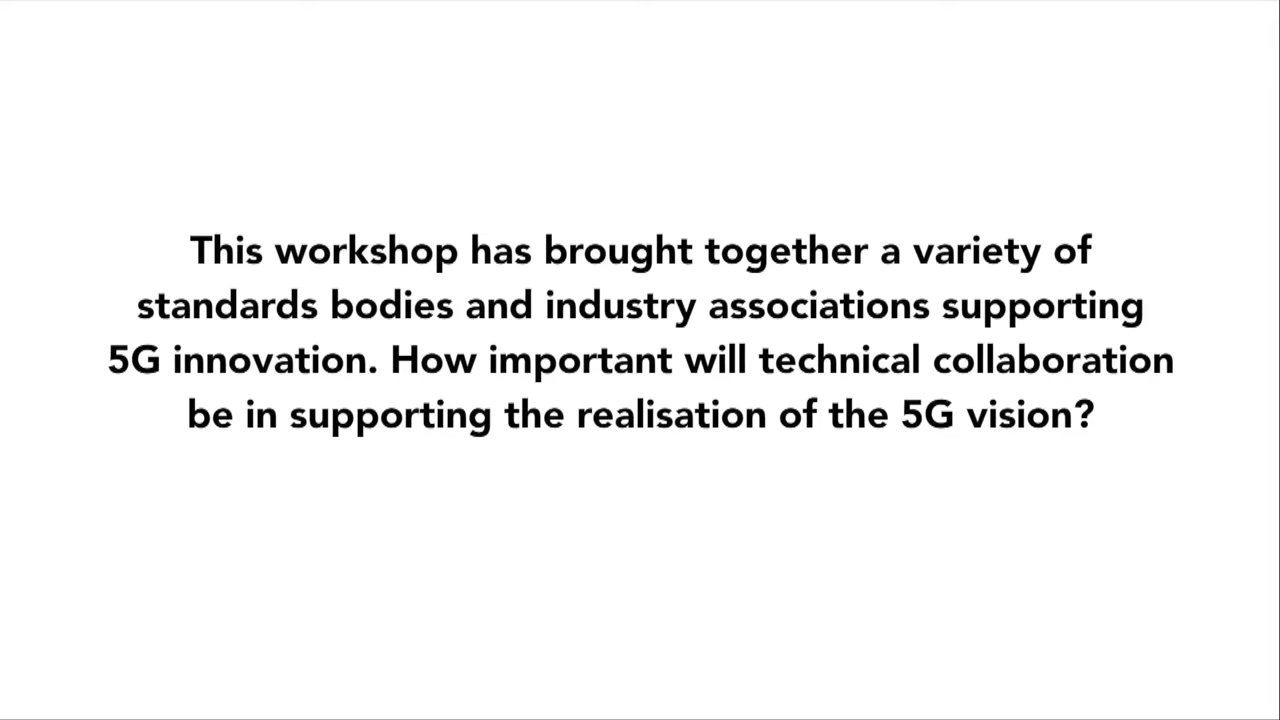 This workshop has brought together a variety of
standards bodies and industry associations supporting
5G innovation. How important will technical collaboration
be in supporting the realisation of the 5G vision?